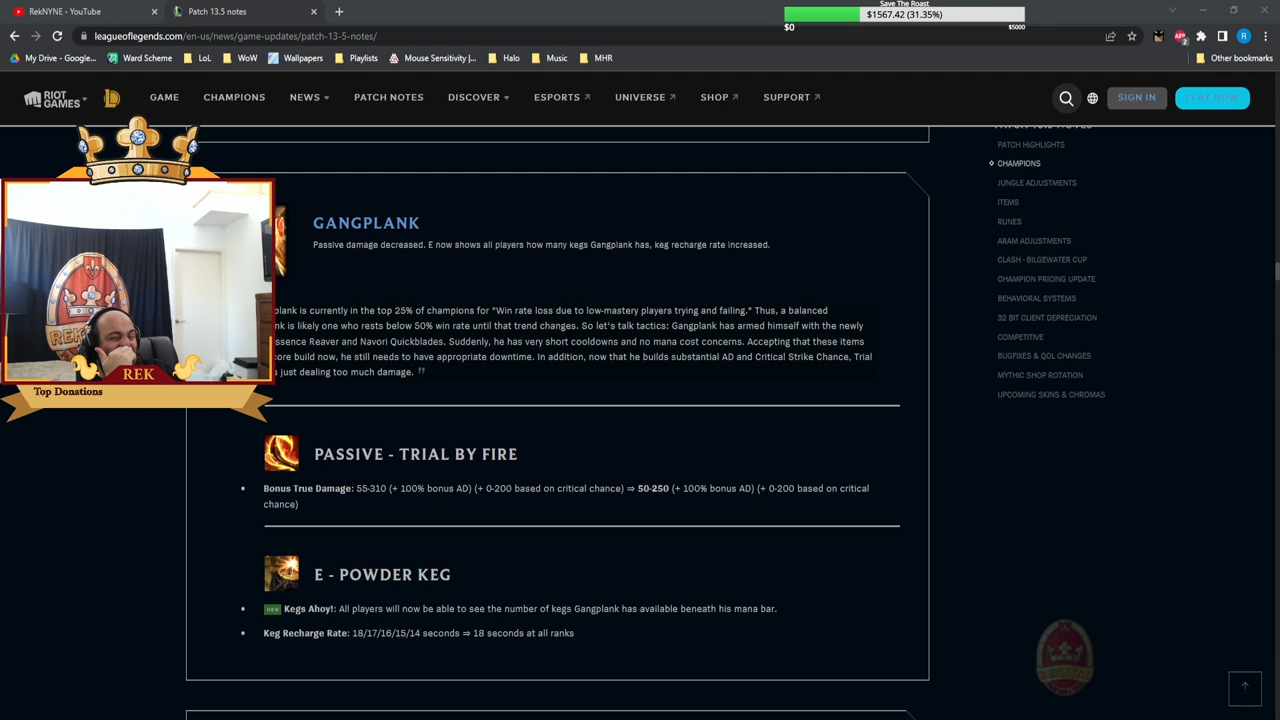 RekNYNE - YouTube
Patch 13.5 notes
Save The Roast
$1567.42 (31.35%)
$0
$5000
leagueoflegends.com/en-us/news/game-updates/patch-13-5-notes/
My Drive - Google...
Ward Scheme
LoL
WoW
Wallpapers
Playlists
Mouse Sensitivity |...
Halo
Music
MHR
Other bookmarks
RIOT GAMES
GAME
CHAMPIONS
NEWS
PATCH NOTES
DISCOVER
ESPORTS
UNIVERSE
SHOP
SUPPORT
SIGN IN
PLAY NOW
PATCH HIGHLIGHTS
CHAMPIONS
JUNGLE ADJUSTMENTS
ITEMS
RUNES
ARAM ADJUSTMENTS
CLASH - BILGEWATER CUP
CHAMPION PRICING UPDATE
BEHAVIORAL SYSTEMS
32 BIT CLIENT DEPRECIATION
COMPETITIVE
BUGFIXES & QOL CHANGES
MYTHIC SHOP ROTATION
UPCOMING SKINS & CHROMAS
GANGPLANK
Passive damage decreased. E now shows all players how many kegs Gangplank has, keg recharge rate increased.
plank is currently in the top 25% of champions for "Win rate loss due to low-mastery players trying and failing." Thus, a balanced
nk is likely one who rests below 50% win rate until that trend changes. So let's talk tactics: Gangplank has armed himself with the newly
ssence Reaver and Navori Quickblades. Suddenly, he has very short cooldowns and no mana cost concerns. Accepting that these items
ore build now, he still needs to have appropriate downtime. In addition, now that he builds substantial AD and Critical Strike Chance, Trial
just dealing too much damage. ”
REK
Top Donations
PASSIVE - TRIAL BY FIRE
Bonus True Damage: 55-310 (+ 100% bonus AD) (+ 0-200 based on critical chance) ⇒ 50-250 (+ 100% bonus AD) (+ 0-200 based on critical
chance)
E - POWDER KEG
NEW Kegs Ahoy!: All players will now be able to see the number of kegs Gangplank has available beneath his mana bar.
Keg Recharge Rate: 18/17/16/15/14 seconds ⇒ 18 seconds at all ranks